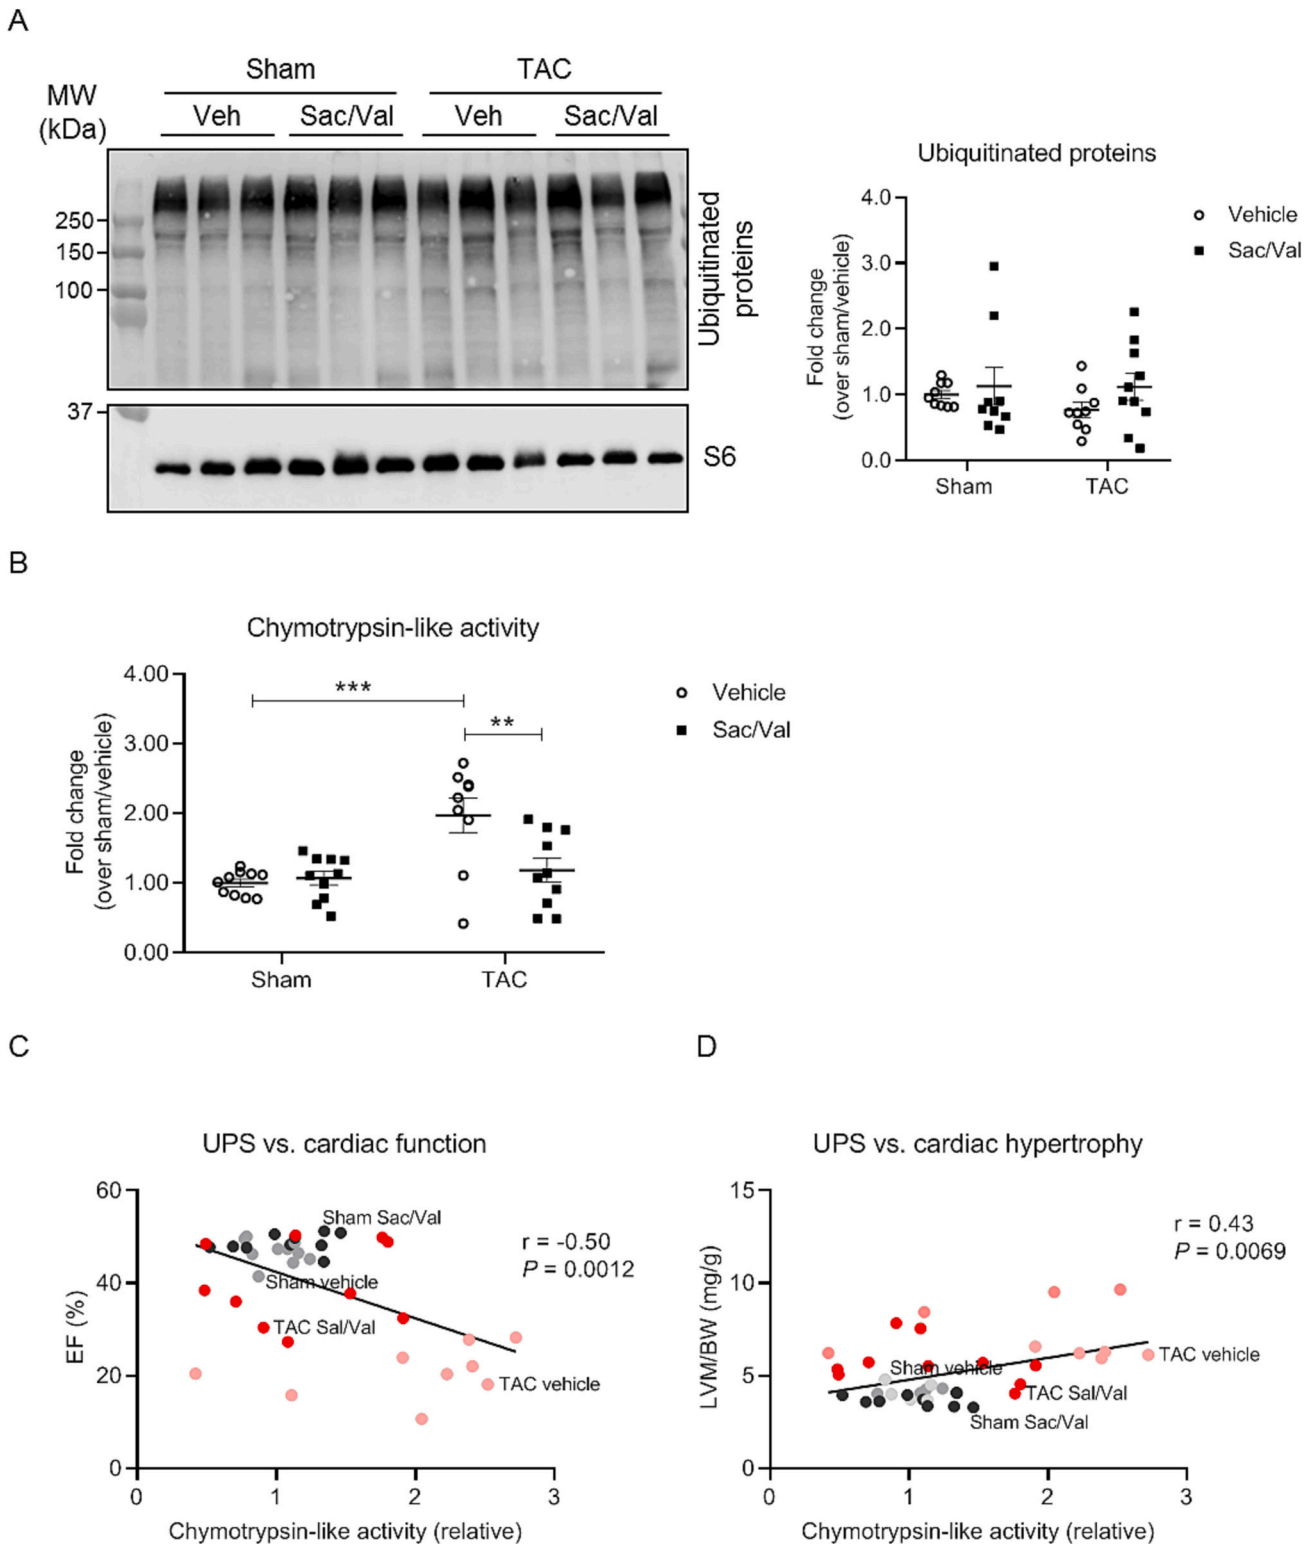 A
Sham
TAC
MW
(kDa)
Veh
Sac/Val
Veh
Sac/Val
250
150
100
37
Ubiquitinated
proteins
S6
Ubiquitinated proteins
4.0
3.0
2.0
1.0
0.0
Fold change
(over sham/vehicle)
Sham
TAC
Vehicle
Sac/Val
B
Chymotrypsin-like activity
4.00
3.00
2.00
1.00
0.00
Fold change
(over sham/vehicle)
***
**
Sham
TAC
Vehicle
Sac/Val
C
UPS vs. cardiac function
60
40
20
0
EF (%)
Sham Sac/Val
Sham vehicle
TAC Sal/Val
TAC vehicle
r = -0.50
P = 0.0012
0
1
2
3
Chymotrypsin-like activity (relative)
D
UPS vs. cardiac hypertrophy
15
10
5
0
LVM/BW (mg/g)
r = 0.43
P = 0.0069
Sham vehicle
TAC vehicle
TAC Sal/Val
Sham Sac/Val
0
1
2
3
Chymotrypsin-like activity (relative)